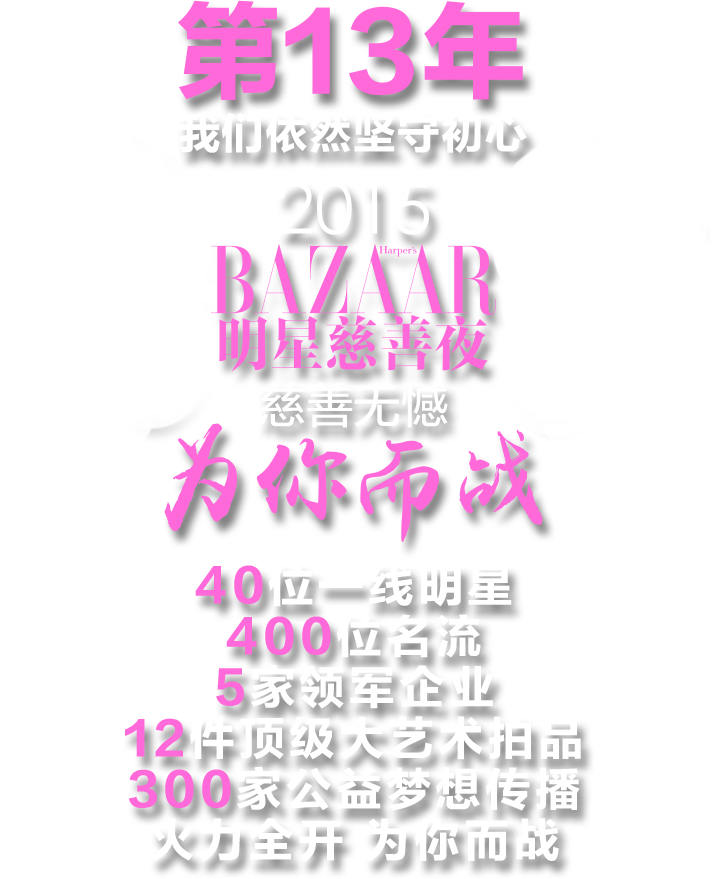 第13年
我们依然坚守初心
2015
Harper's
BAZAAR
明星慈善夜
慈善无憾
为你而战
40位一线明星
400位名流
5家领军企业
12件顶级大艺术拍品
300家公益梦想传播
火力全开 为你而战